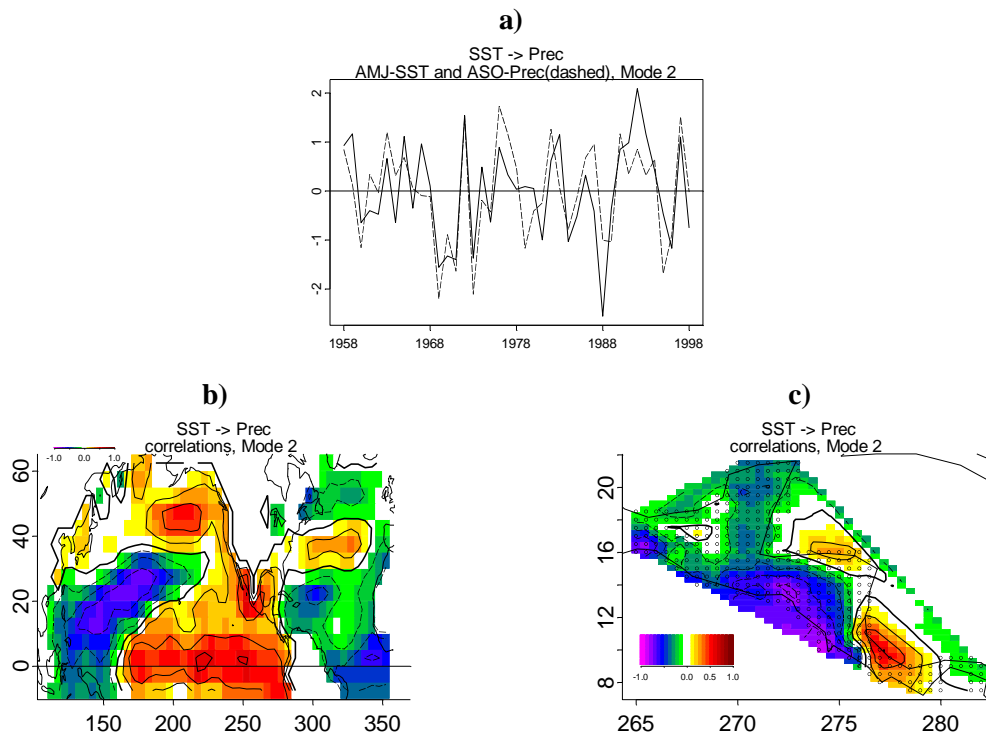 a)
SST -> Prec
AMJ-SST and ASO-Prec(dashed), Mode 2
2
1
0
-1
-2
1958 1968 1978 1988 1998
b)
SST -> Prec
correlations, Mode 2
-1.0 0.0 1.0
60
40
20
0
150 200 250 300 350
c)
SST -> Prec
correlations, Mode 2
20
16
12
8
-1.0 0.0 0.5 1.0
265 270 275 280